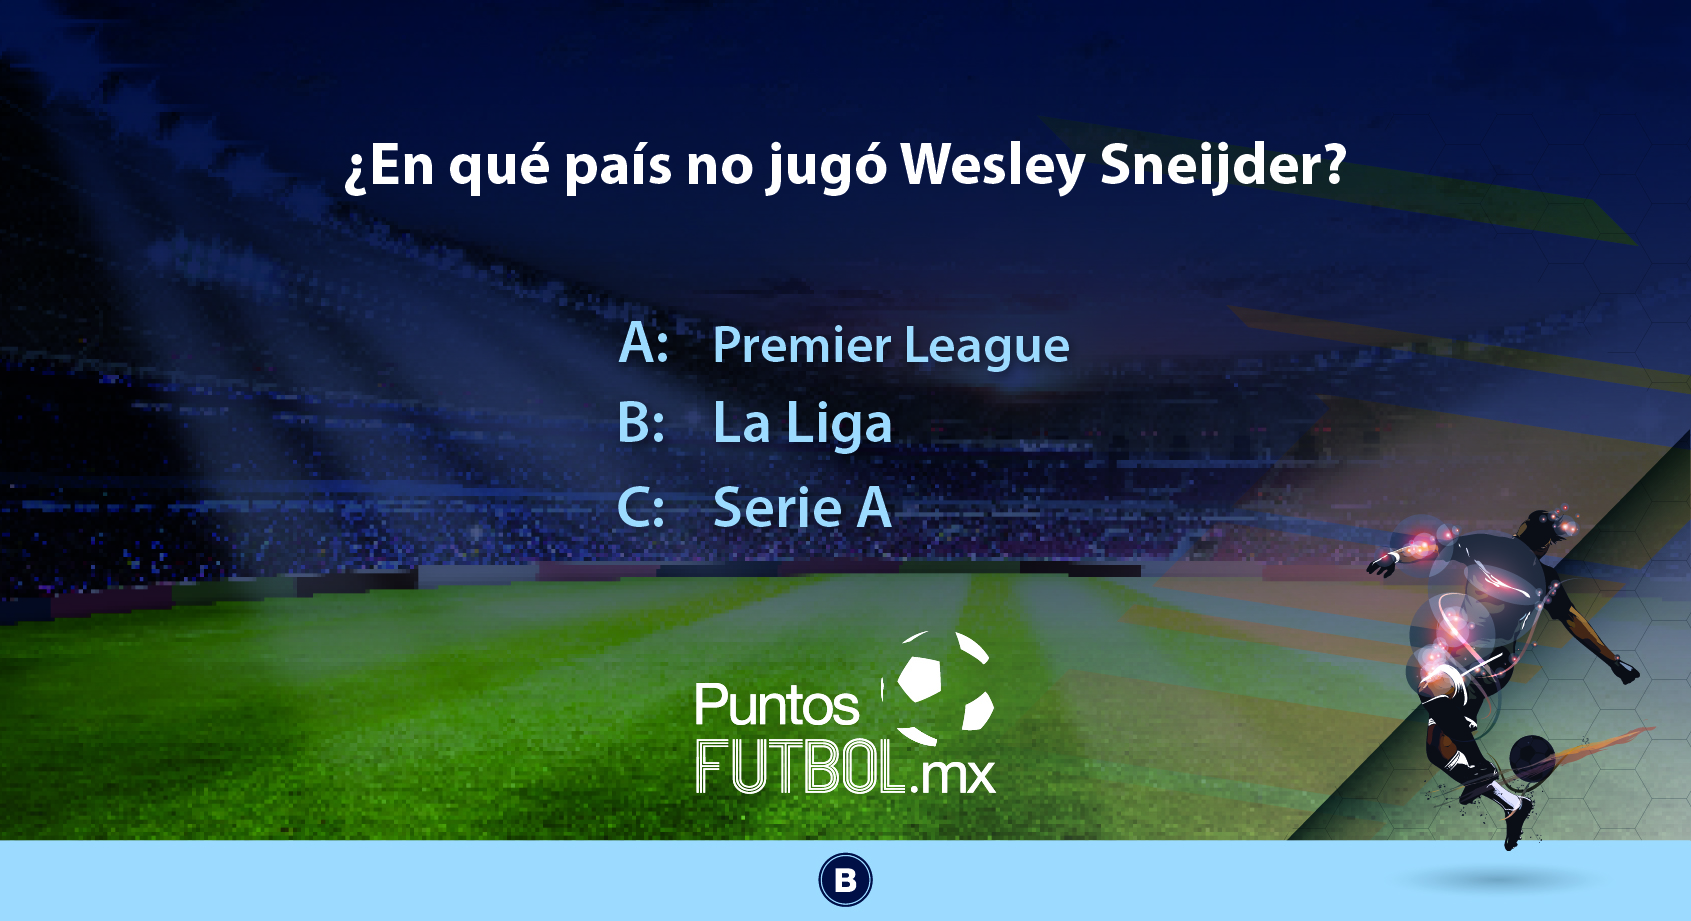 ¿En qué país no jugó Wesley Sneijder?
A: Premier League
B: La Liga
C: Serie A
Puntos
FUTBOL.mx
B